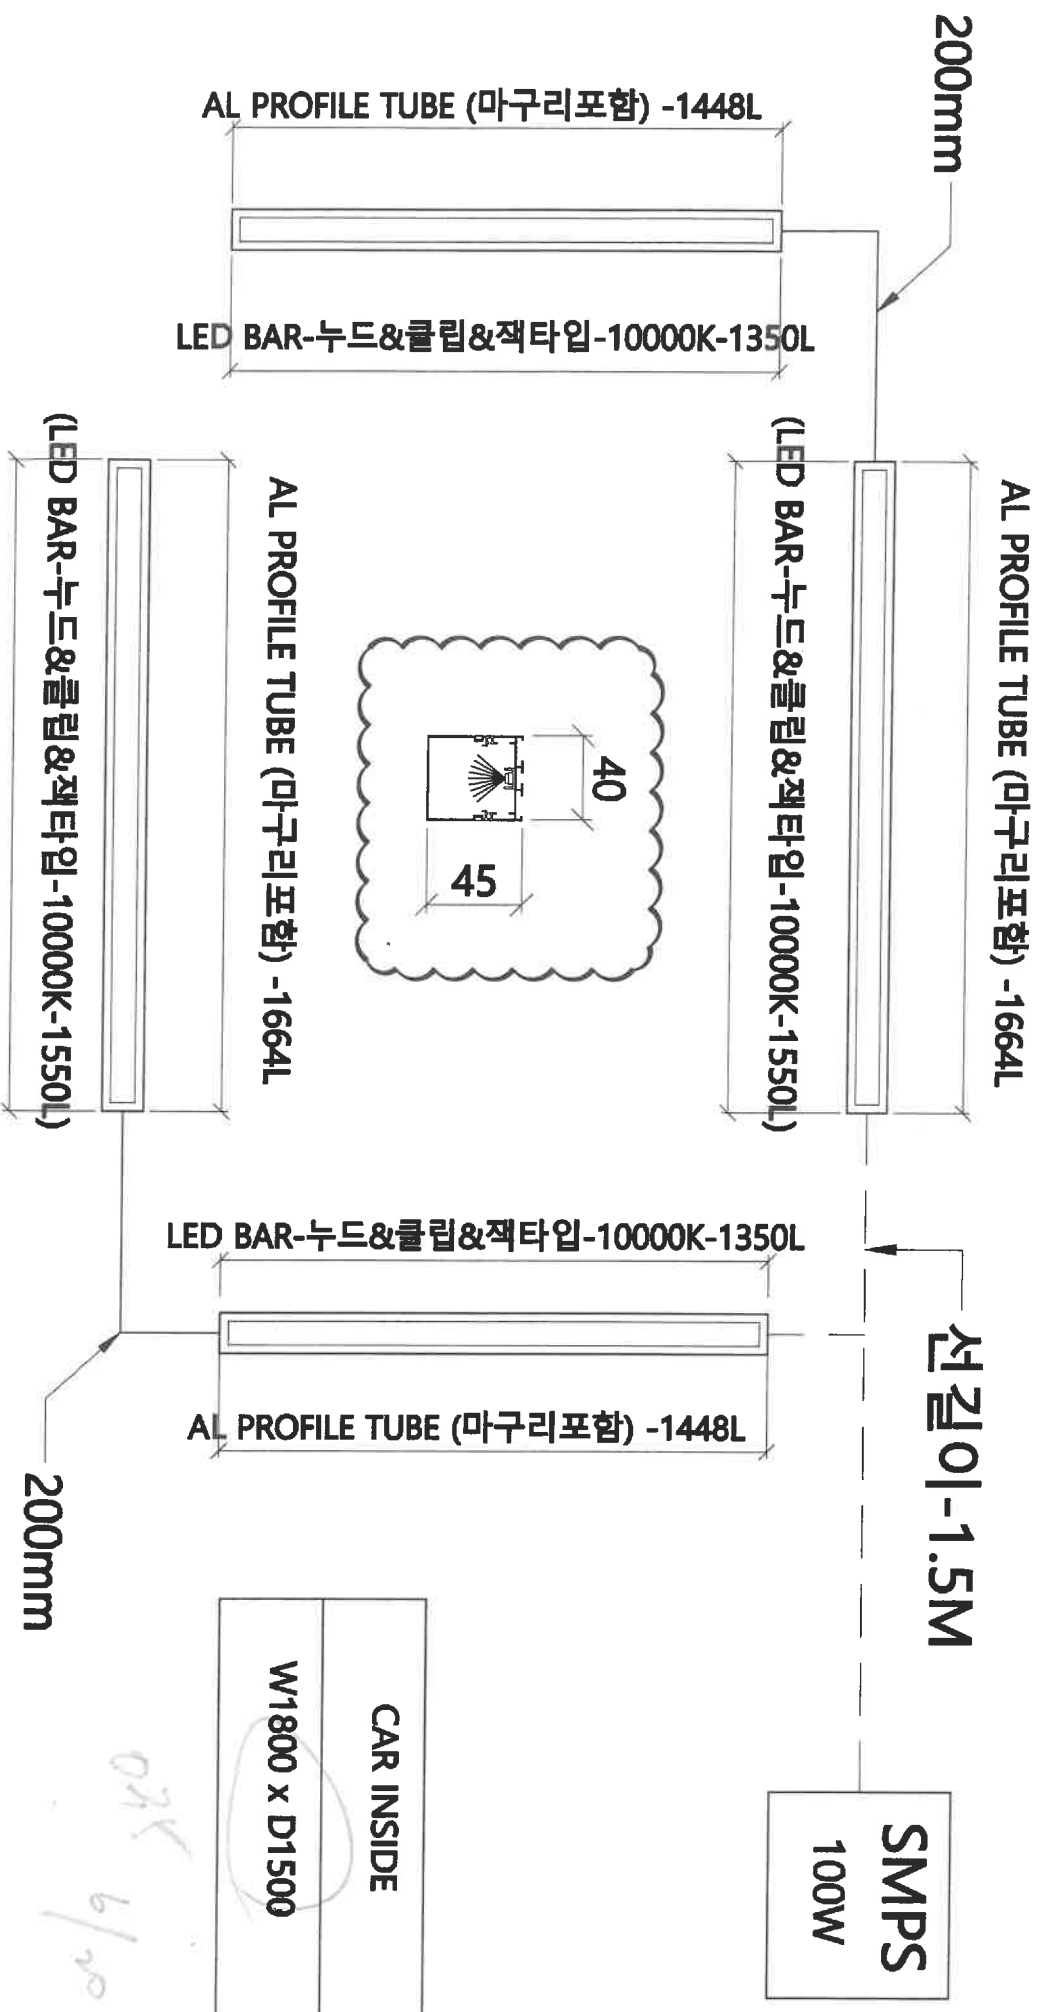 200mm
AL PROFILE TUBE (마구리포함) -1448L
LED BAR-누드&클립&잭타입-10000K-1350L
AL PROFILE TUBE (마구리포함) -1664L
(LED BAR-누드&클립&잭타입-10000K-1550L)
40
45
AL PROFILE TUBE (마구리포함) -1664L
(LED BAR-누드&클립&잭타입-10000K-1550L)
LED BAR-누드&클립&잭타입-10000K-1350L
AL PROFILE TUBE (마구리포함) -1448L
선길이-1.5M
200mm
SMPS
100W
CAR INSIDE
W1800 x D1500
6/20